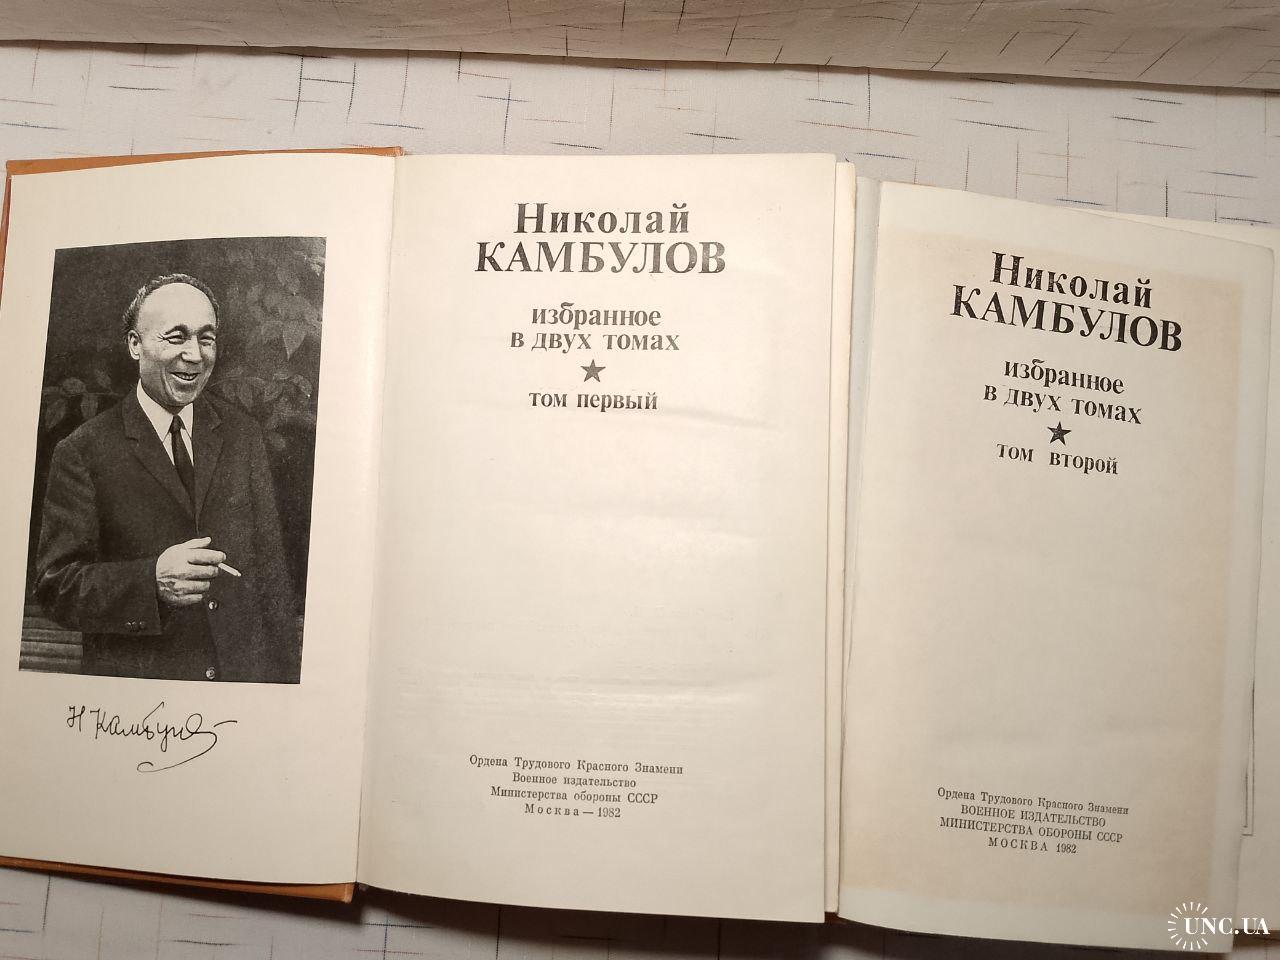 Николай
КАМБУЛОВ
избранное
в двух томах
том первый
Ордена Трудового Красного Знамени
Военное издательство
Министерства обороны СССР
Москва — 1982
Н Камбулов
Николай
КАМБУЛОВ
избранное
в двух томах
том второй
Ордена Трудового Красного Знамени
ВОЕННОЕ ИЗДАТЕЛЬСТВО
МИНИСТЕРСТВА ОБОРОНЫ СССР
МОСКВА 1982
UNC.UA